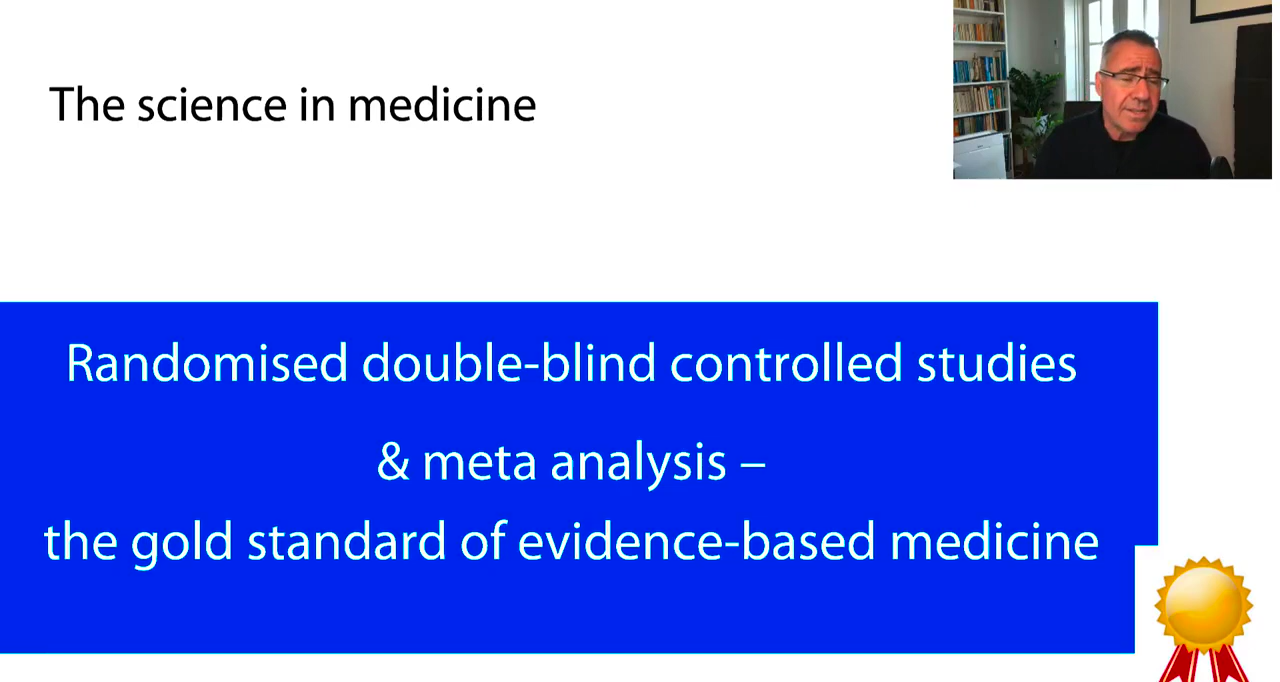 The science in medicine
Randomised double-blind controlled studies
& meta analysis –
the gold standard of evidence-based medicine